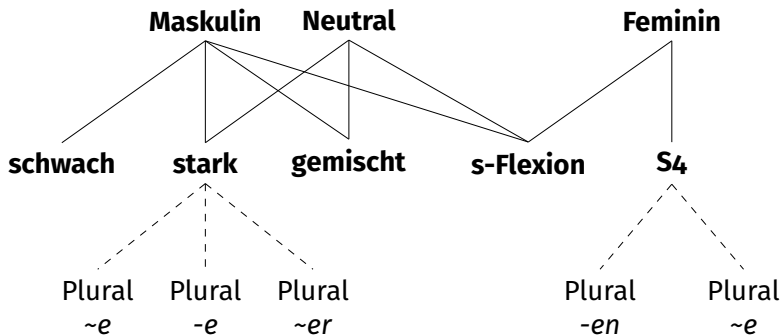 Maskulin Neutral Feminin
schwach stark gemischt s-Flexion S4
Plural Plural Plural Plural Plural
~e -e ~er -en ~e